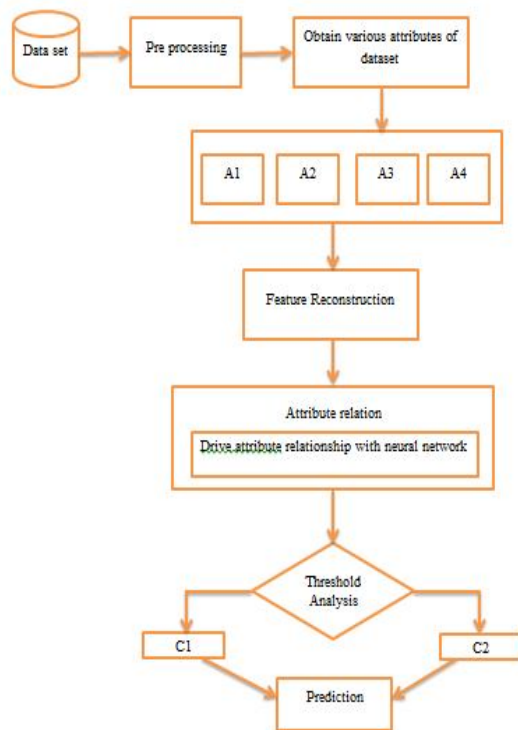 Data set
Pre processing
Obtain various attributes of
dataset
A1
A2
A3
A4
Feature Reconstruction
Attribute relation
Drive attribute relationship with neural network
Threshold
Analysis
C1
C2
Prediction